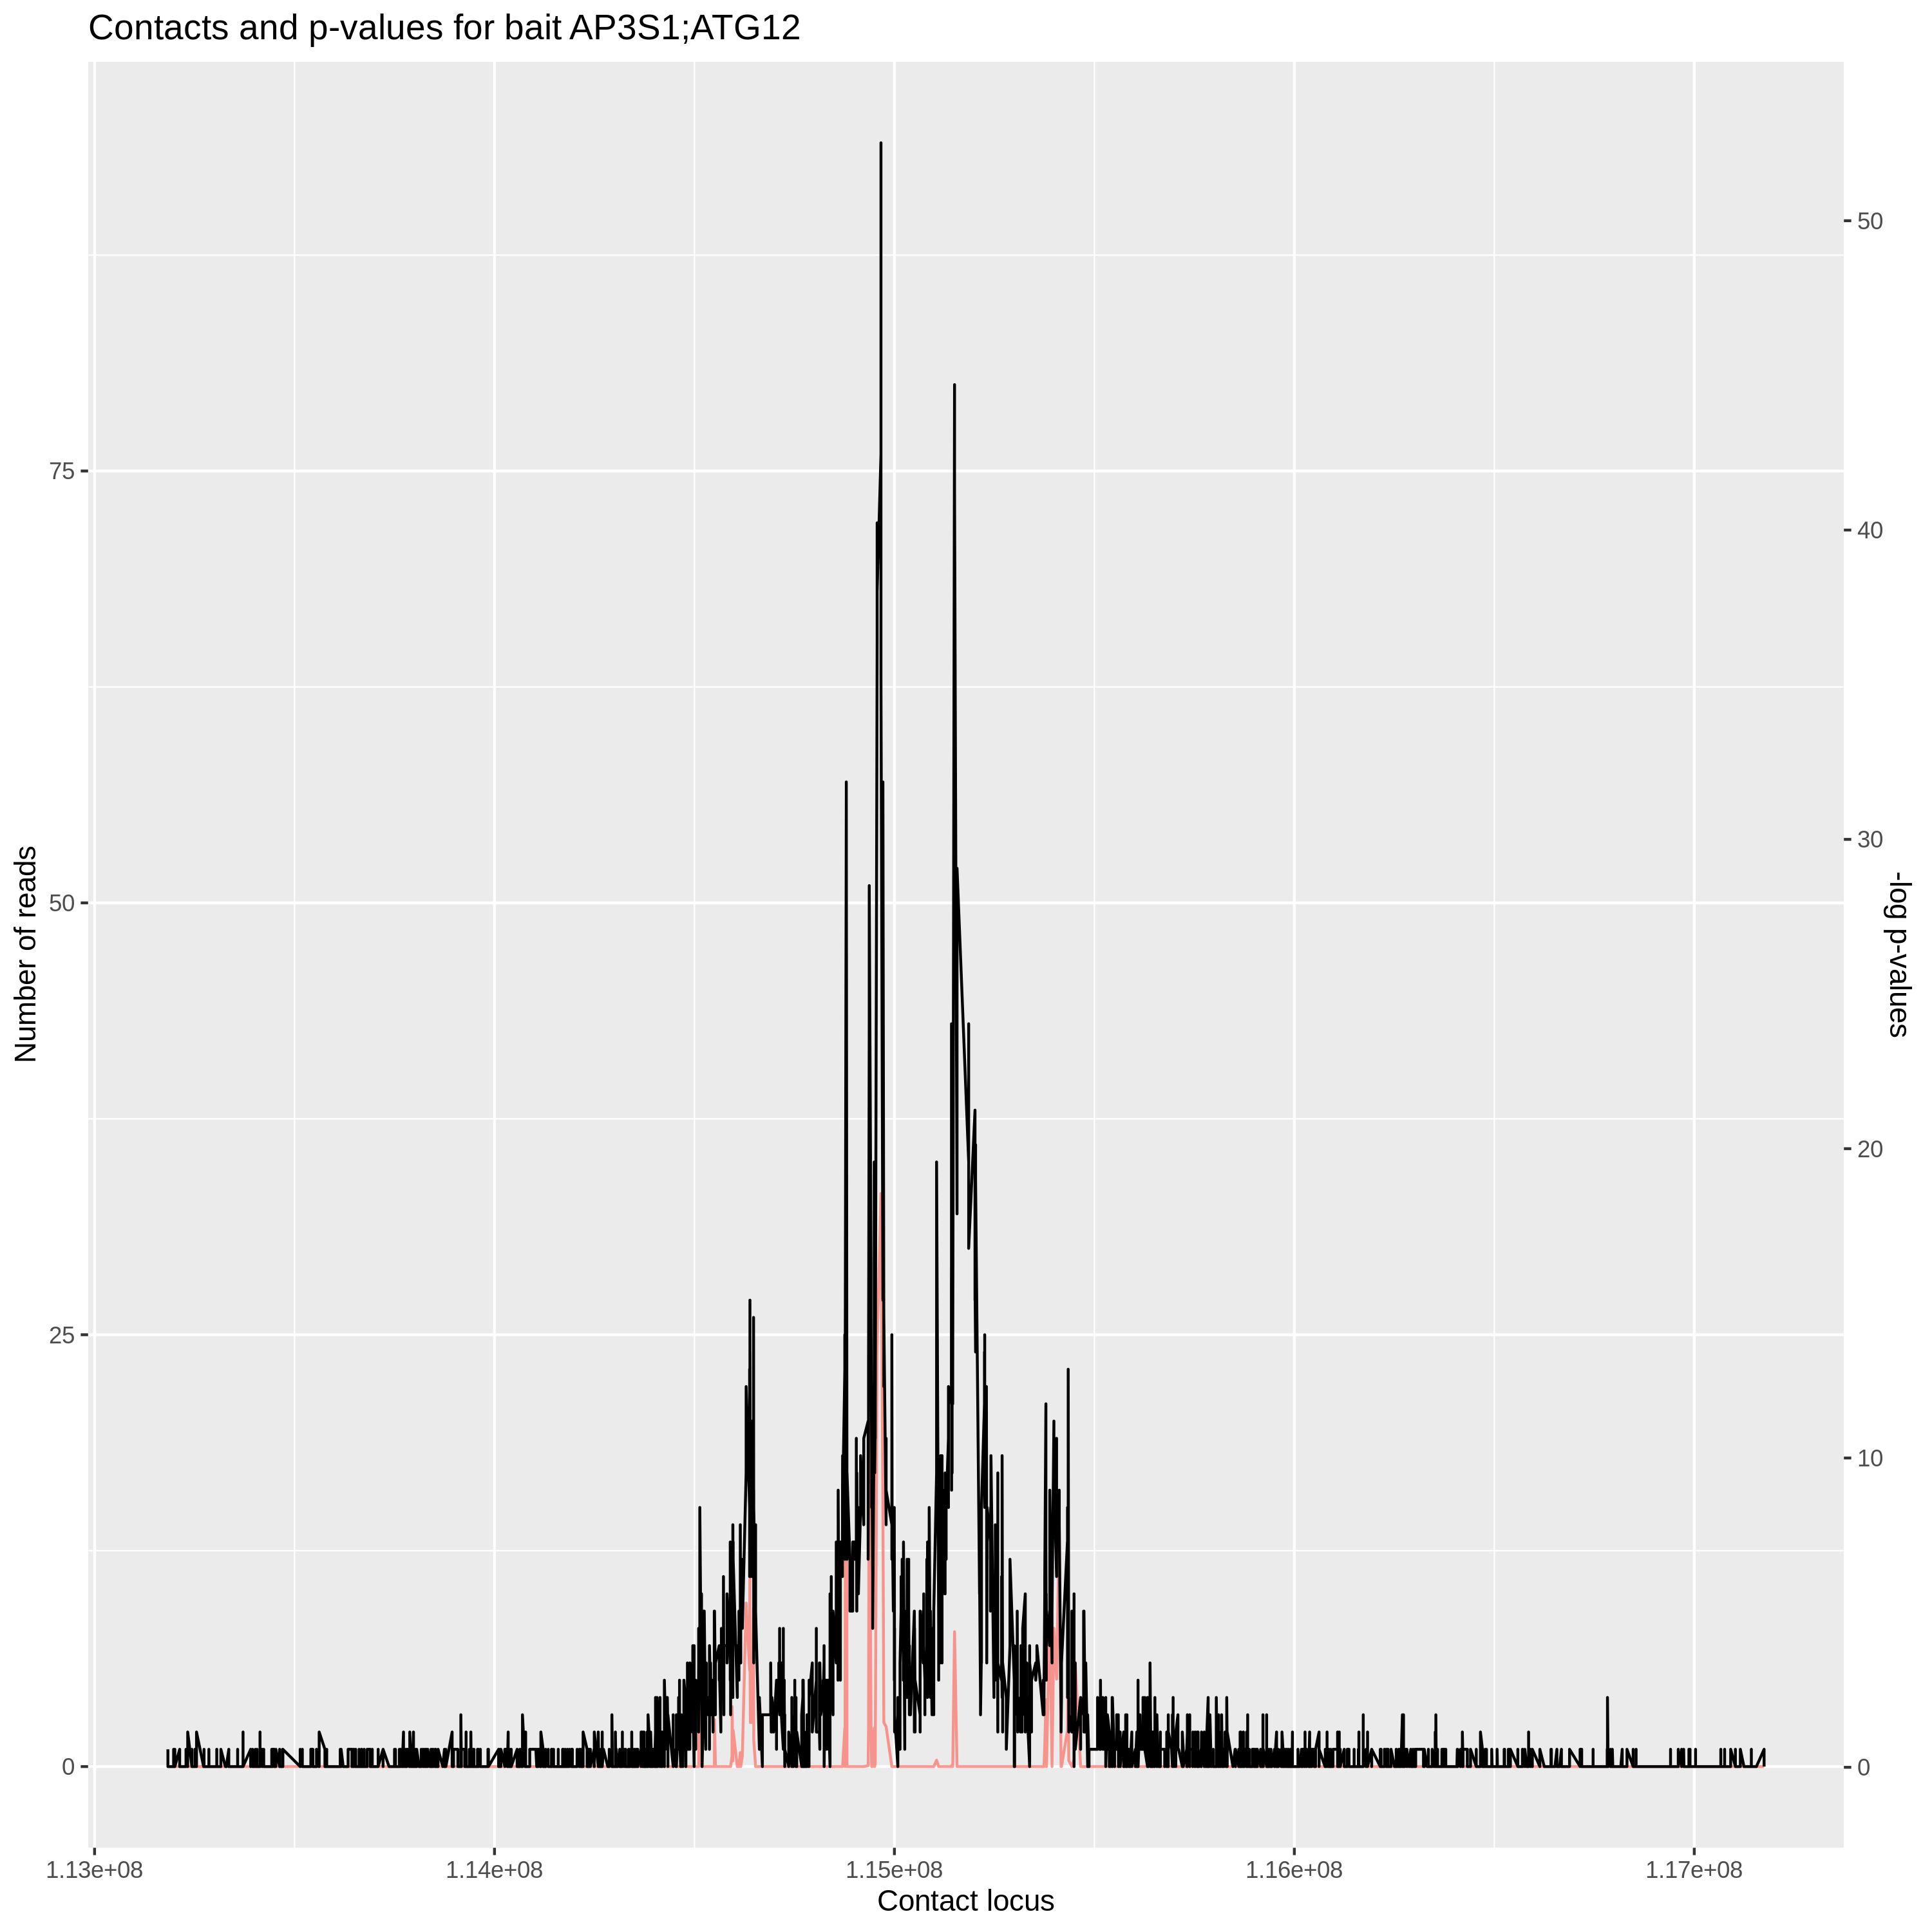 Contacts and p-values for bait AP3S1;ATG12
Number of reads
75
50
25
0
50
40
30
20
10
0
-log p-values
1.13e+08 1.14e+08 1.15e+08 1.16e+08 1.17e+08
Contact locus